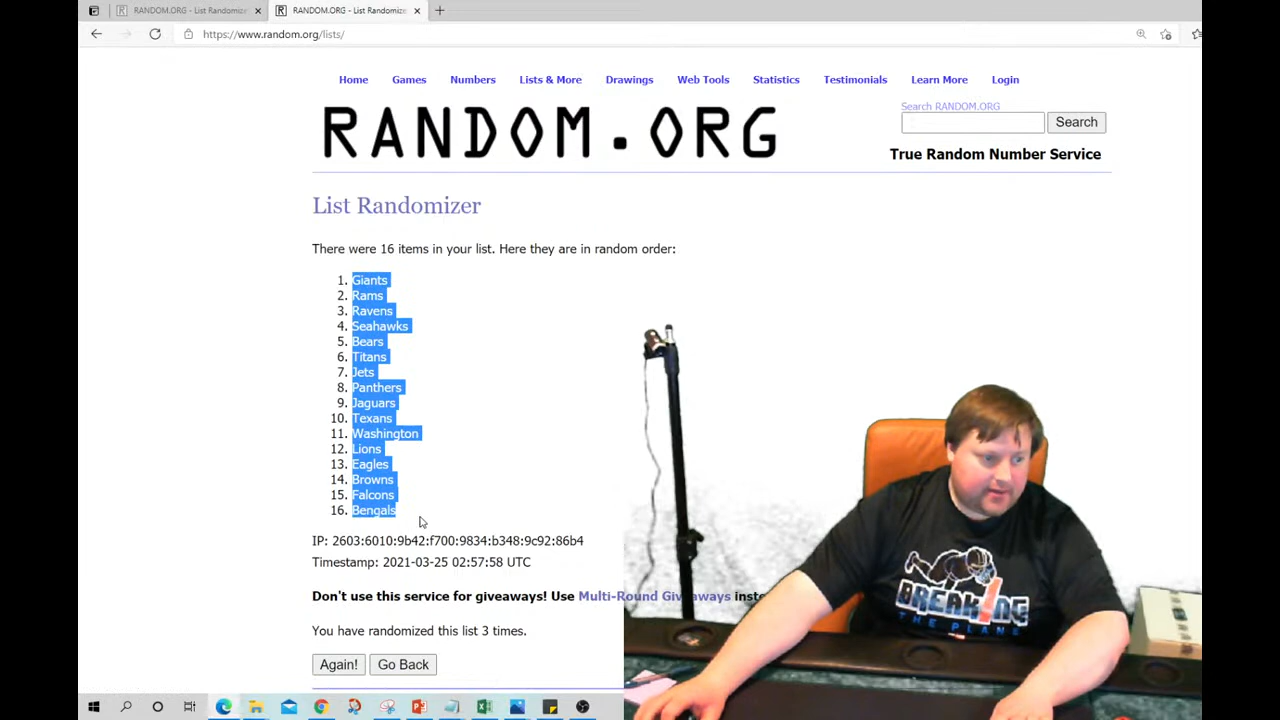 RANDOM.ORG - List Randomize
RANDOM.ORG - List Randomize
https://www.random.org/lists/
Home Games Numbers Lists & More Drawings Web Tools Statistics Testimonials Learn More Login
Search RANDOM.ORG
RANDOM.ORG
Search
True Random Number Service
List Randomizer
There were 16 items in your list. Here they are in random order:
1. Giants
2. Rams
3. Ravens
4. Seahawks
5. Bears
6. Titans
7. Jets
8. Panthers
9. Jaguars
10. Texans
11. Washington
12. Lions
13. Eagles
14. Browns
15. Falcons
16. Bengals
IP: 2603:6010:9b42:f700:9834:b348:9c92:86b4
Timestamp: 2021-03-25 02:57:58 UTC
Don't use this service for giveaways! Use Multi-Round Giveaways inste
You have randomized this list 3 times.
Again! Go Back
BREAK!NG
THE PLANE